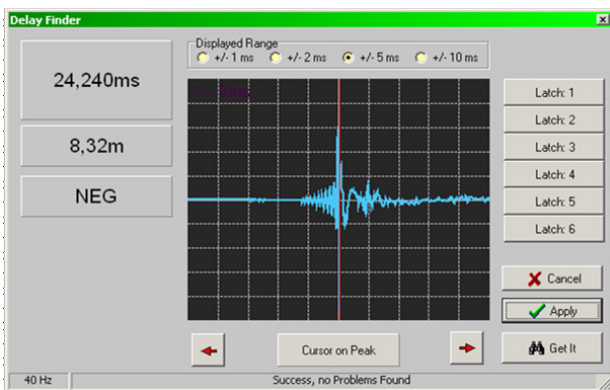 Delay Finder
Displayed Range
+/- 1 ms
+/- 2 ms
+/- 5 ms
+/- 10 ms
24,240ms
8,32m
NEG
Latch: 1
Latch: 2
Latch: 3
Latch: 4
Latch: 5
Latch: 6
Cancel
Apply
Cursor on Peak
Get It
40 Hz
Success, no Problems Found